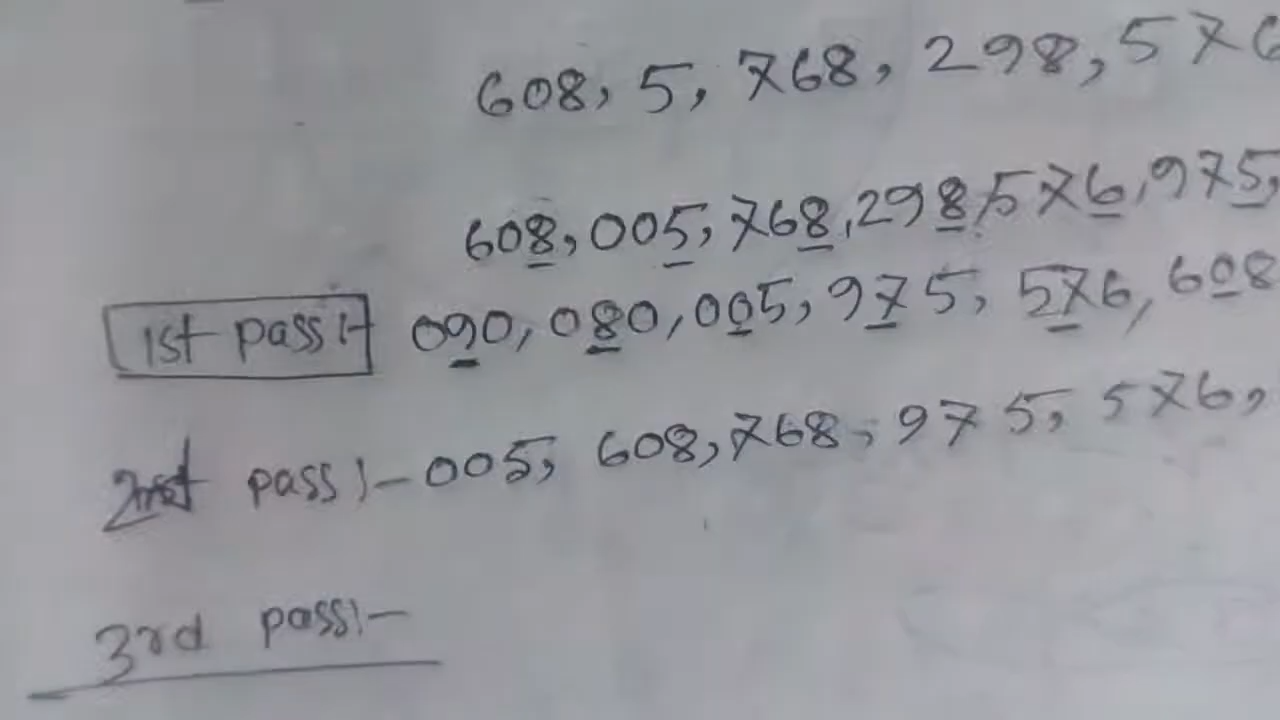 608, 5, 768, 298, 576
608, 005, 768, 298, 576, 975,
1st pass:- 090, 080, 005, 975, 576, 608
pass:- 005, 608, 768, 975, 576,
3rd pass:-